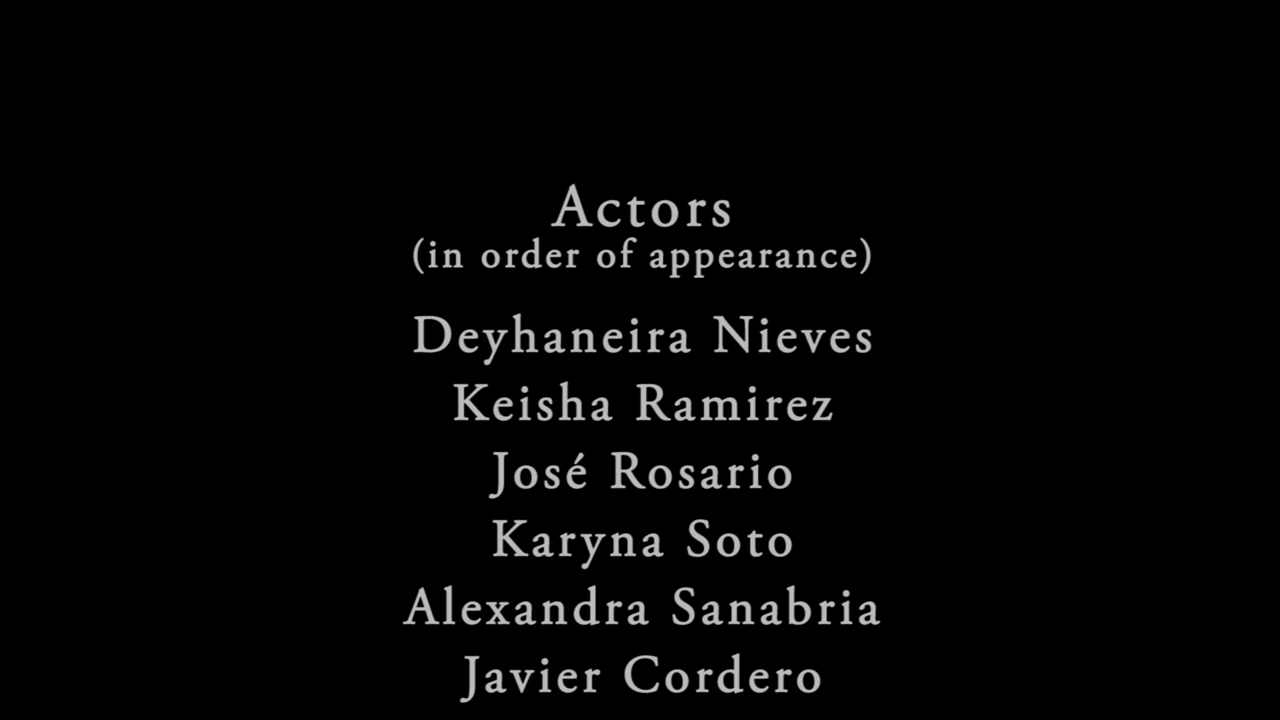 Actors
(in order of appearance)
Deyhaneira Nieves
Keisha Ramirez
José Rosario
Karyna Soto
Alexandra Sanabria
Javier Cordero